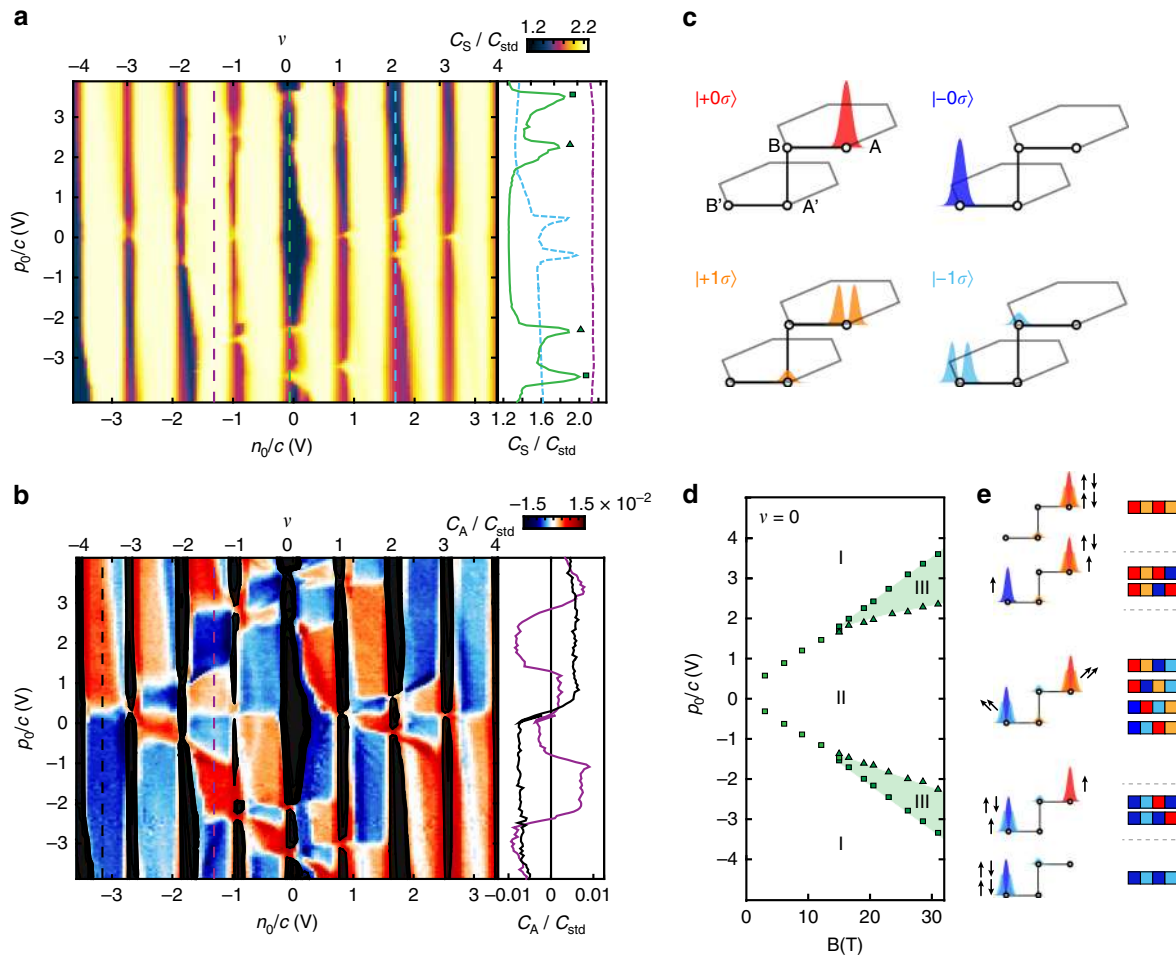 a
ν
C_S / C_std
1.2 2.2
−4 −3 −2 −1 0 1 2 3 4
p_0/c (V)
3
2
1
0
−1
−2
−3
−3 −2 −1 0 1 2 3
n_0/c (V)
1.2 1.6 2.0
C_S / C_std
c
|+0σ⟩
|−0σ⟩
B
A
B'
A'
|+1σ⟩
|−1σ⟩
b
ν
C_A / C_std
−1.5 1.5 × 10^−2
−4 −3 −2 −1 0 1 2 3 4
p_0/c (V)
3
2
1
0
−1
−2
−3
−3 −2 −1 0 1 2 3
n_0/c (V)
−0.01 0 0.01
C_A / C_std
d
ν = 0
p_0/c (V)
4
3
2
1
0
−1
−2
−3
−4
I
III
II
III
I
0 10 20 30
B(T)
e